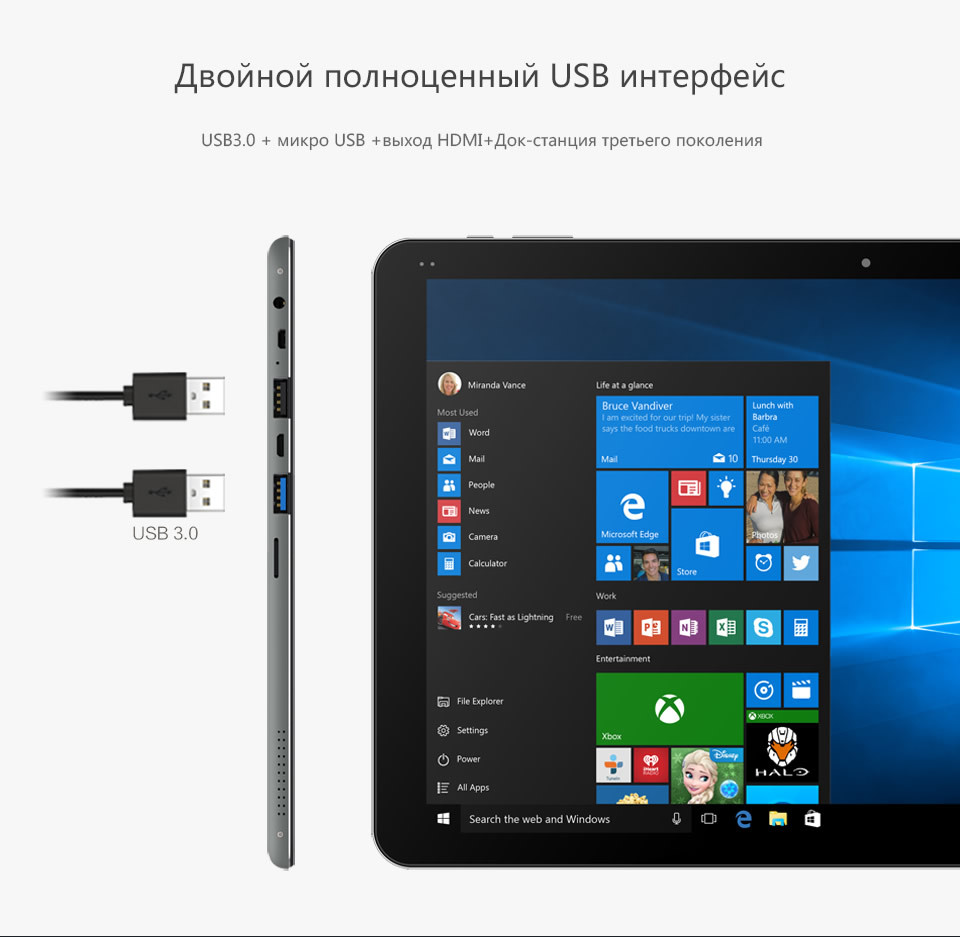 Двойной полноценный USB интерфейс
USB3.0 + микро USB +выход HDMI+Док-станция третьего поколения
USB 3.0
Miranda Vance
Most Used
Word
Mail
People
News
Camera
Calculator
Suggested
Cars: Fast as Lightning Free
File Explorer
Settings
Power
All Apps
Search the web and Windows
Life at a glance
Bruce Vandiver
I am excited for our trip! My sister
says the food trucks downtown are
Mail 10
Lunch with
Barbra
Café
11:00 AM
Thursday 30
Microsoft Edge
Photos
Store
Work
Entertainment
Xbox
XBOX
HALO
TuneIn
iHeart
RADIO
Disney